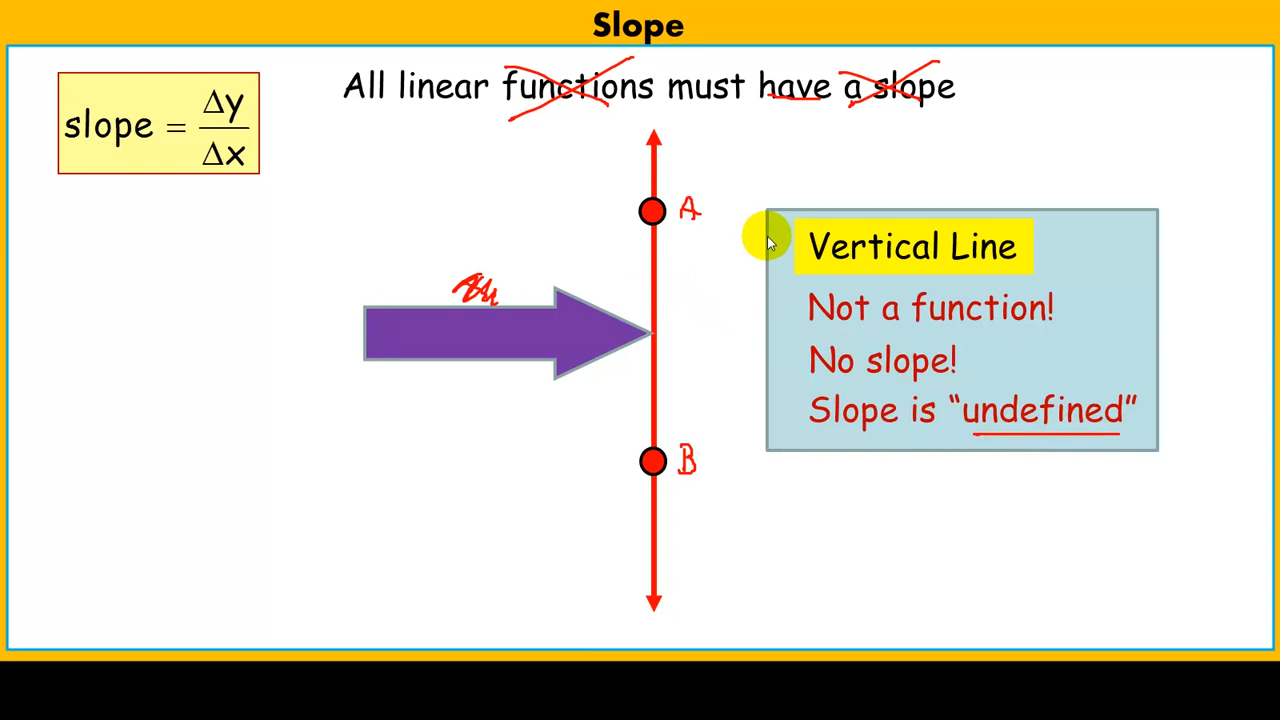 Slope
All linear functions must have a slope
slope = Δy/Δx
A
Vertical Line
Not a function!
No slope!
Slope is “undefined”
B